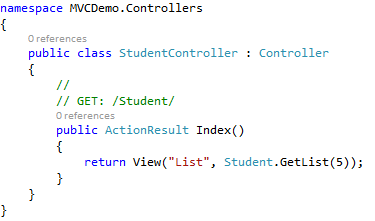 namespace MVCDemo.Controllers
{
0 references
public class StudentController : Controller
{
//
// GET: /Student/
0 references
public ActionResult Index()
{
return View("List", Student.GetList(5));
}
}
}